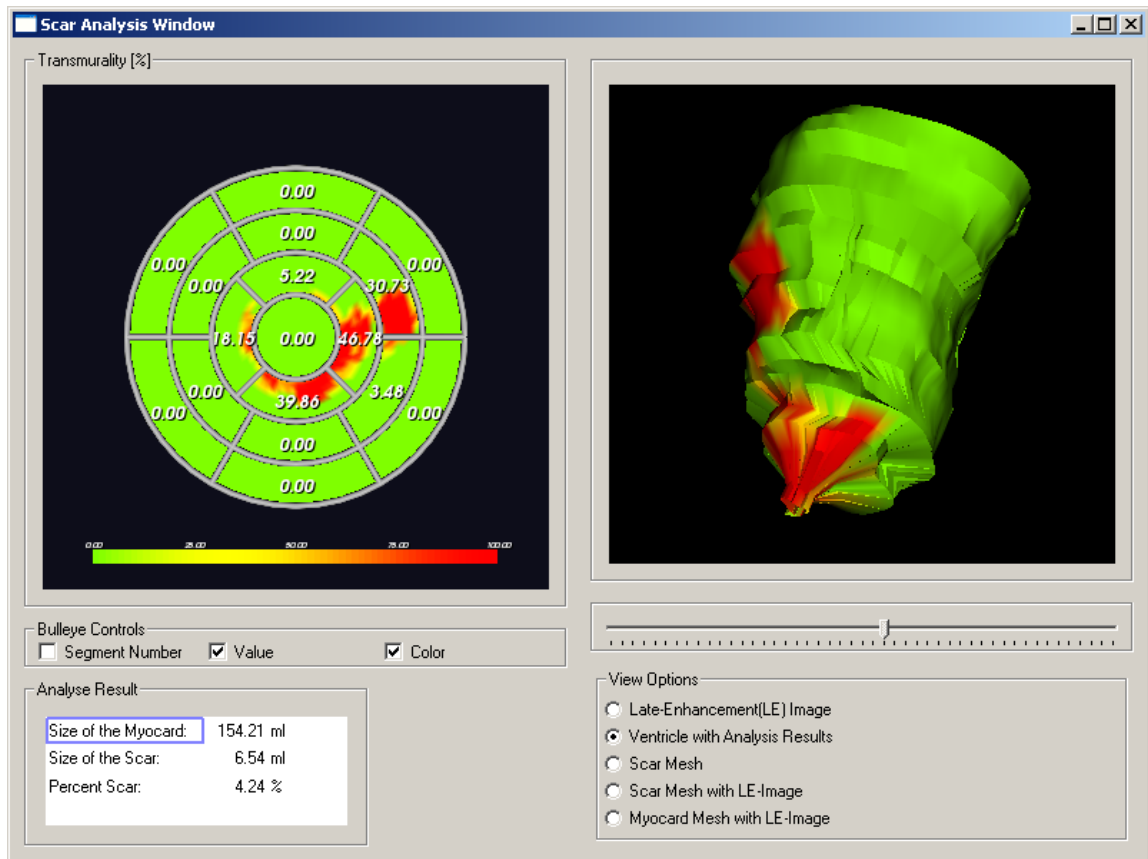 Scar Analysis Window
Transmurality [%]
0.00
0.00
0.00 0.00
5.22
0.00 30.73
18.15 0.00 46.78
0.00 3.48
39.86
0.00 0.00
0.00
0.00
0.00 25.00 50.00 75.00 100.00
Bulleye Controls
Segment Number Value Color
Analyse Result
Size of the Myocard: 154.21 ml
Size of the Scar: 6.54 ml
Percent Scar: 4.24 %
View Options
Late-Enhancement(LE) Image
Ventricle with Analysis Results
Scar Mesh
Scar Mesh with LE-Image
Myocard Mesh with LE-Image